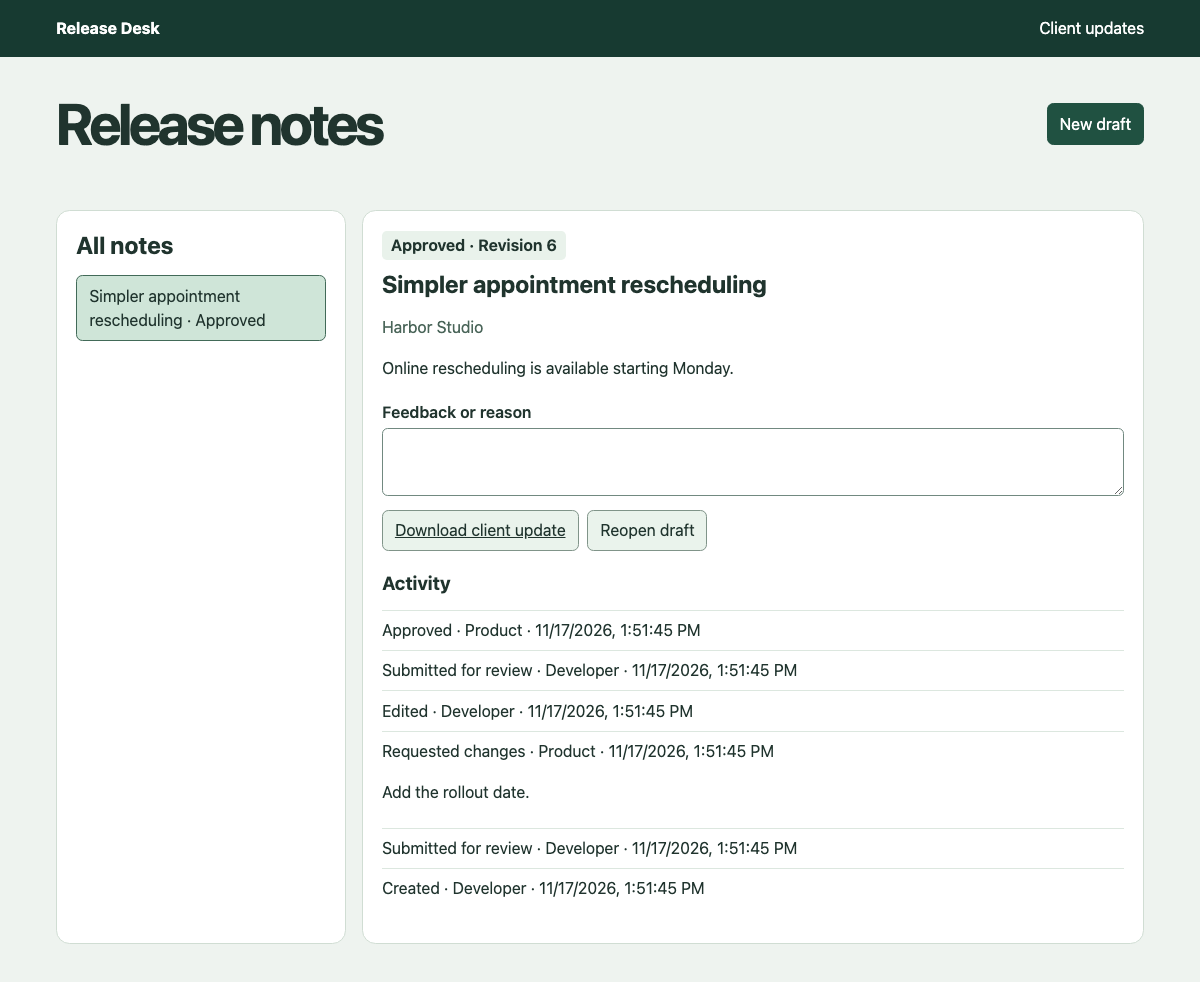 Release Desk
Client updates
Release notes
New draft
All notes
Simpler appointment
rescheduling · Approved
Approved · Revision 6
Simpler appointment rescheduling
Harbor Studio
Online rescheduling is available starting Monday.
Feedback or reason
Download client update
Reopen draft
Activity
Approved · Product · 11/17/2026, 1:51:45 PM
Submitted for review · Developer · 11/17/2026, 1:51:45 PM
Edited · Developer · 11/17/2026, 1:51:45 PM
Requested changes · Product · 11/17/2026, 1:51:45 PM
Add the rollout date.
Submitted for review · Developer · 11/17/2026, 1:51:45 PM
Created · Developer · 11/17/2026, 1:51:45 PM